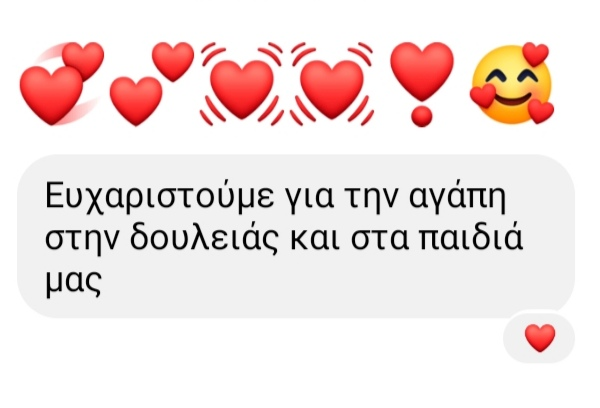 💞💕💓💓❣️🥰
Ευχαριστούμε για την αγάπη
στην δουλειάς και στα παιδιά
μας
❤️